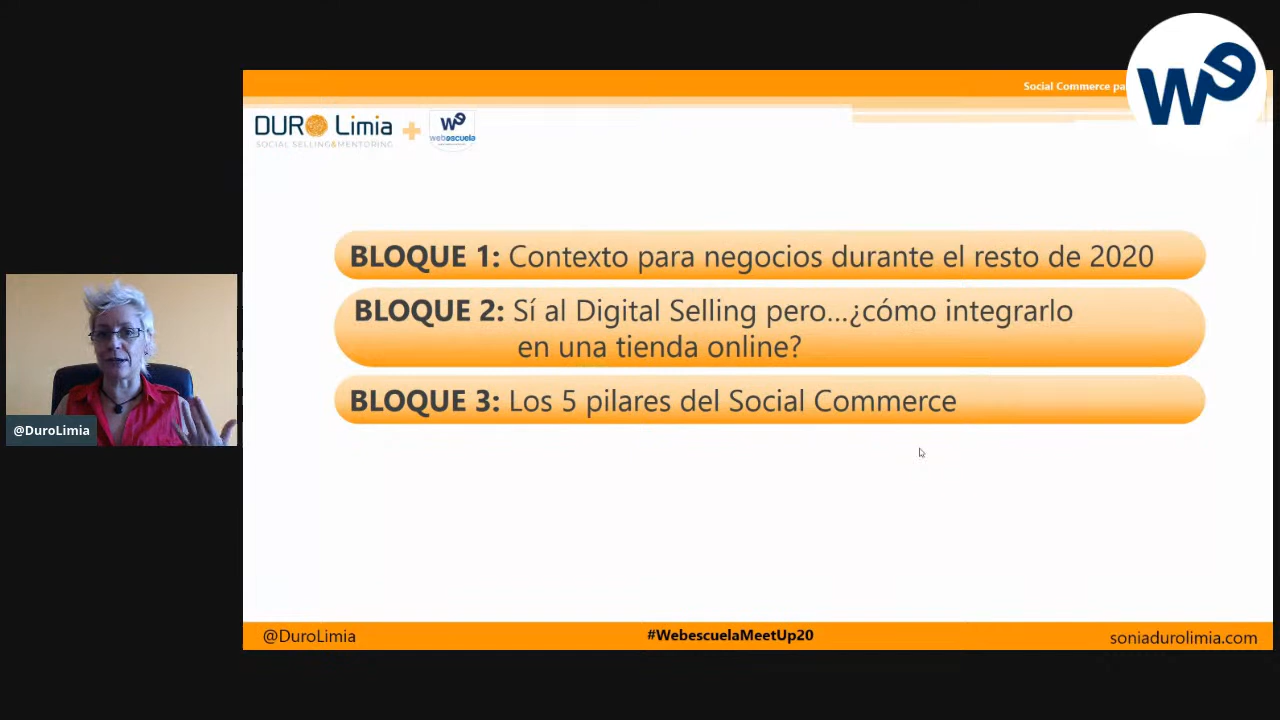 Social Commerce pa
We
DURO Limia
SOCIAL SELLING&MENTORING
+
We
webescuela
BLOQUE 1: Contexto para negocios durante el resto de 2020
BLOQUE 2: Sí al Digital Selling pero...¿cómo integrarlo
en una tienda online?
BLOQUE 3: Los 5 pilares del Social Commerce
@DuroLimia
@DuroLimia
#WebescuelaMeetUp20
soniadurolimia.com